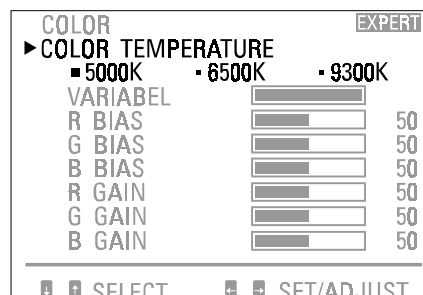 COLOR EXPERT
►COLOR TEMPERATURE
▪5000K ▪6500K ▪9300K
VARIABEL
R BIAS 50
G BIAS 50
B BIAS 50
R GAIN 50
G GAIN 50
B GAIN 50
↓ ↑ SELECT ← → SET/ADJUST